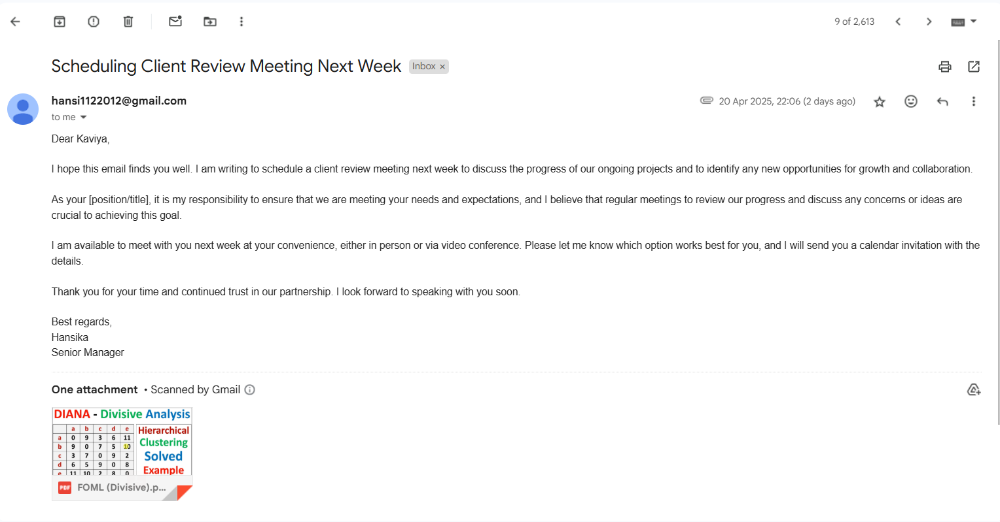 9 of 2,613
Scheduling Client Review Meeting Next Week Inbox ×
hansi1122012@gmail.com
20 Apr 2025, 22:06 (2 days ago)
to me
Dear Kaviya,
I hope this email finds you well. I am writing to schedule a client review meeting next week to discuss the progress of our ongoing projects and to identify any new opportunities for growth and collaboration.
As your [position/title], it is my responsibility to ensure that we are meeting your needs and expectations, and I believe that regular meetings to review our progress and discuss any concerns or ideas are
crucial to achieving this goal.
I am available to meet with you next week at your convenience, either in person or via video conference. Please let me know which option works best for you, and I will send you a calendar invitation with the
details.
Thank you for your time and continued trust in our partnership. I look forward to speaking with you soon.
Best regards,
Hansika
Senior Manager
One attachment • Scanned by Gmail
DIANA - Divisive Analysis
a b c d e
a 0 9 3 6 11
b 9 0 7 5 10
c 3 7 0 9 2
d 6 5 9 0 8
e 11 10 2 8 0
Hierarchical
Clustering
Solved
Example
PDF FOML (Divisive).p...